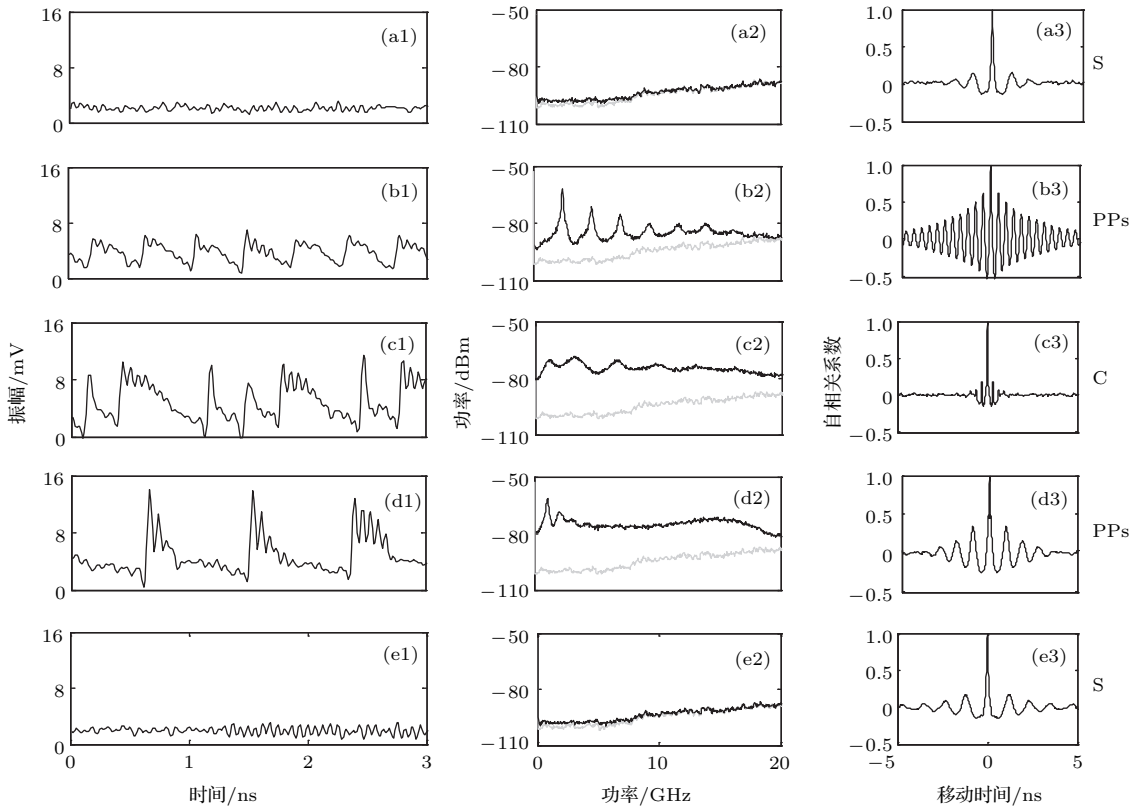 16
8
0
(a1)
−50
−80
−110
(a2)
1.0
0.5
0
−0.5
(a3)
S
16
8
0
(b1)
−50
−80
−110
(b2)
1.0
0.5
0
−0.5
(b3)
PPs
振幅/mV
16
8
0
(c1)
功率/dBm
−50
−80
−110
(c2)
自相关系数
1.0
0.5
0
−0.5
(c3)
C
16
8
0
(d1)
−50
−80
−110
(d2)
1.0
0.5
0
−0.5
(d3)
PPs
16
8
0
(e1)
0 1 2 3
时间/ns
−50
−80
−110
(e2)
0 10 20
功率/GHz
1.0
0.5
0
−0.5
(e3)
S
−5 0 5
移动时间/ns